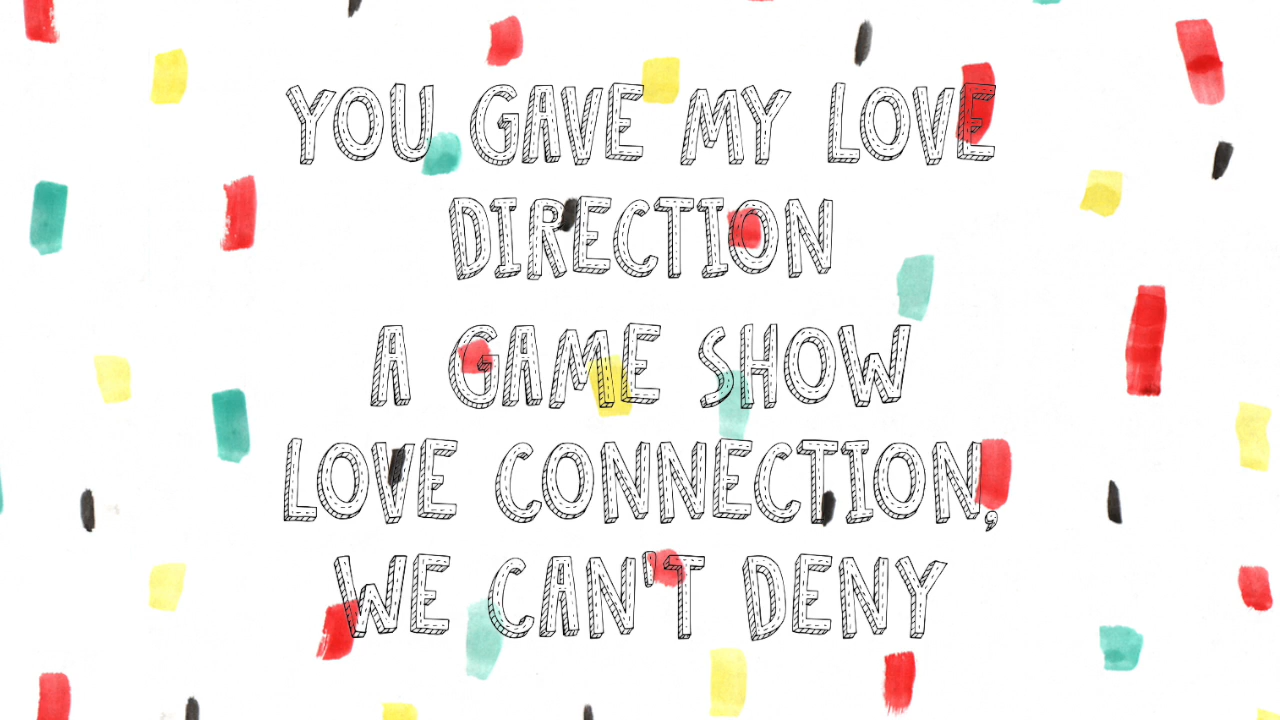 YOU GAVE MY LOVE
DIRECTION
A GAME SHOW
LOVE CONNECTION,
WE CAN'T DENY